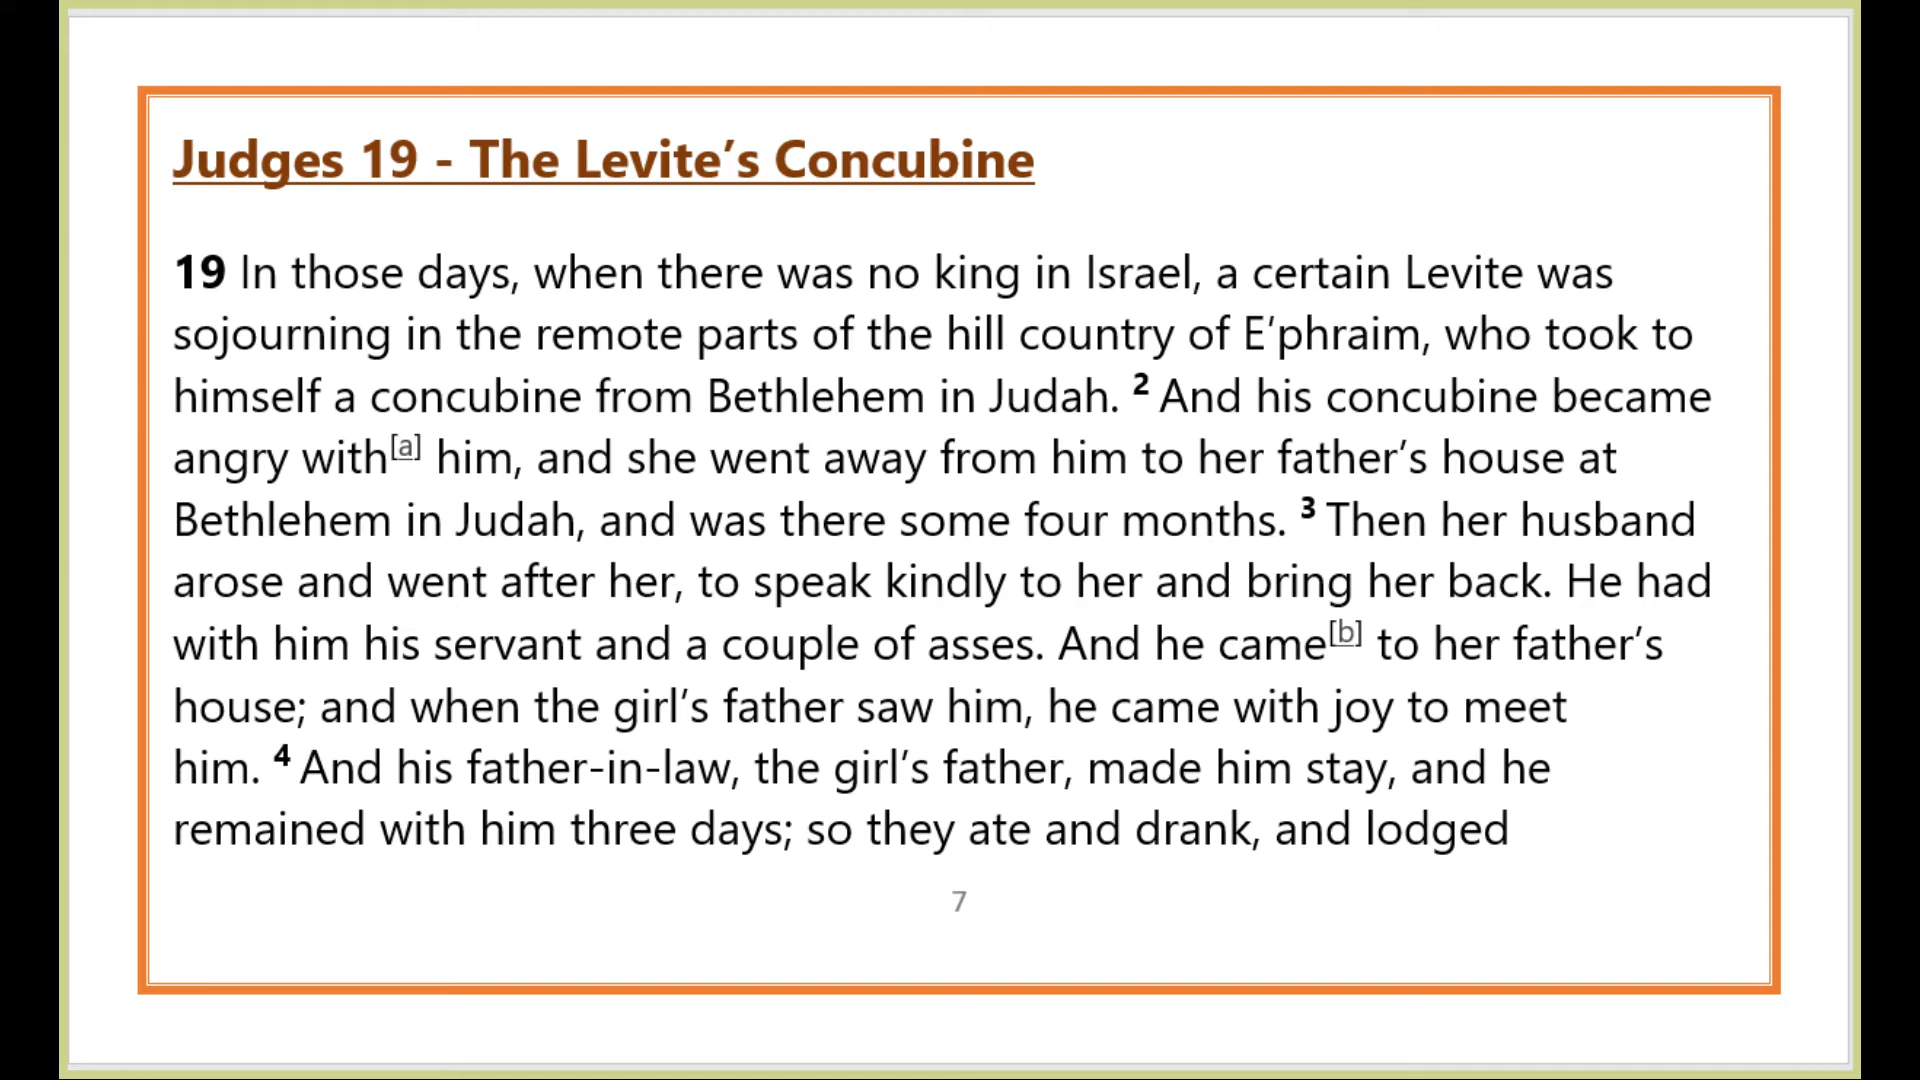 Judges 19 - The Levite’s Concubine
19 In those days, when there was no king in Israel, a certain Levite was
sojourning in the remote parts of the hill country of E′phraim, who took to
himself a concubine from Bethlehem in Judah. 2 And his concubine became
angry with[a] him, and she went away from him to her father’s house at
Bethlehem in Judah, and was there some four months. 3 Then her husband
arose and went after her, to speak kindly to her and bring her back. He had
with him his servant and a couple of asses. And he came[b] to her father’s
house; and when the girl’s father saw him, he came with joy to meet
him. 4 And his father-in-law, the girl’s father, made him stay, and he
remained with him three days; so they ate and drank, and lodged
7